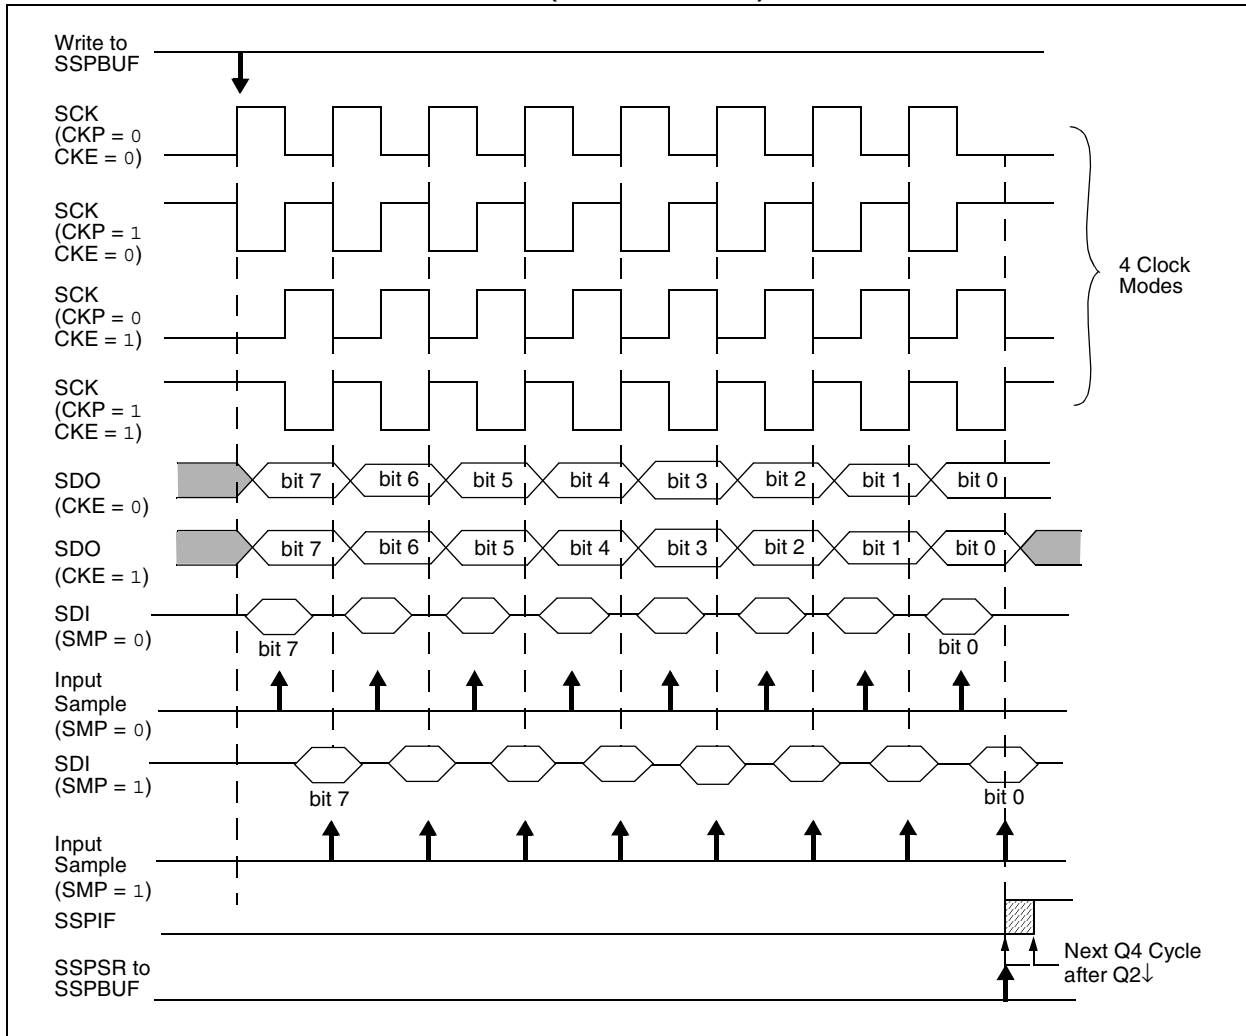 Write to
SSPBUF
SCK
(CKP = 0
CKE = 0)
SCK
(CKP = 1
CKE = 0)
4 Clock
Modes
SCK
(CKP = 0
CKE = 1)
SCK
(CKP = 1
CKE = 1)
SDO
(CKE = 0)
bit 7 bit 6 bit 5 bit 4 bit 3 bit 2 bit 1 bit 0
SDO
(CKE = 1)
bit 7 bit 6 bit 5 bit 4 bit 3 bit 2 bit 1 bit 0
SDI
(SMP = 0)
bit 7 bit 0
Input
Sample
(SMP = 0)
SDI
(SMP = 1)
bit 7 bit 0
Input
Sample
(SMP = 1)
SSPIF
Next Q4 Cycle
after Q2↓
SSPSR to
SSPBUF